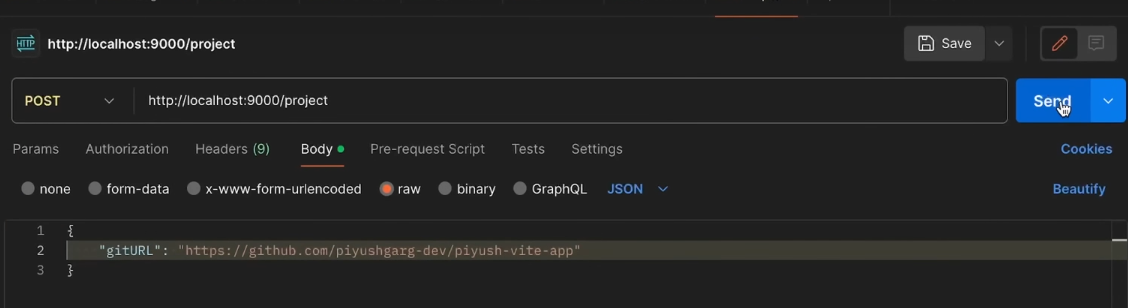 HTTP http://localhost:9000/project Save
POST http://localhost:9000/project Send
Params Authorization Headers (9) Body Pre-request Script Tests Settings Cookies
none form-data x-www-form-urlencoded raw binary GraphQL JSON Beautify
1 {
2 "gitURL": "https://github.com/piyushgarg-dev/piyush-vite-app"
3 }